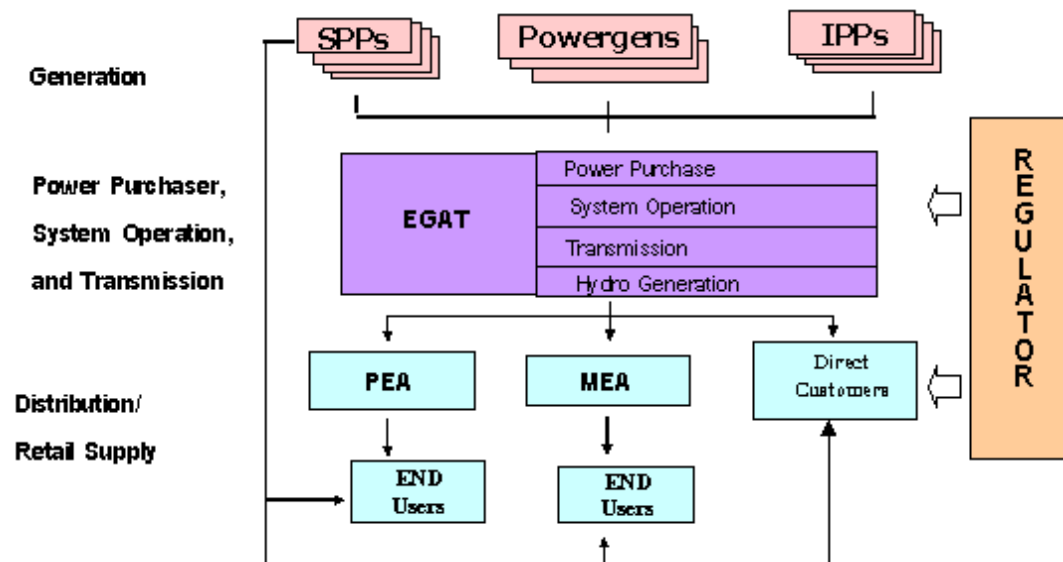 SPPs
Powergens
IPPs
Generation
Power Purchaser,
System Operation,
and Transmission
EGAT
Power Purchase
System Operation
Transmission
Hydro Generation
REGULATOR
PEA
MEA
Direct
Customers
Distribution/
Retail Supply
END
Users
END
Users